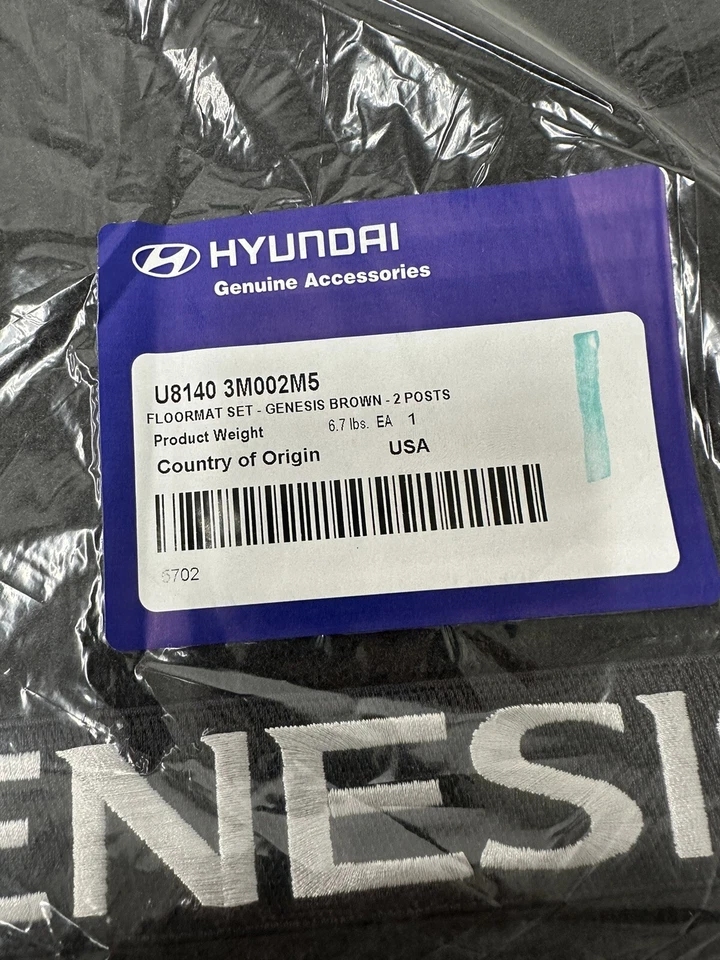 HYUNDAI
Genuine Accessories
U8140 3M002M5
FLOORMAT SET - GENESIS BROWN - 2 POSTS
Product Weight 6.7 lbs. EA 1
Country of Origin USA
5702
ENESI